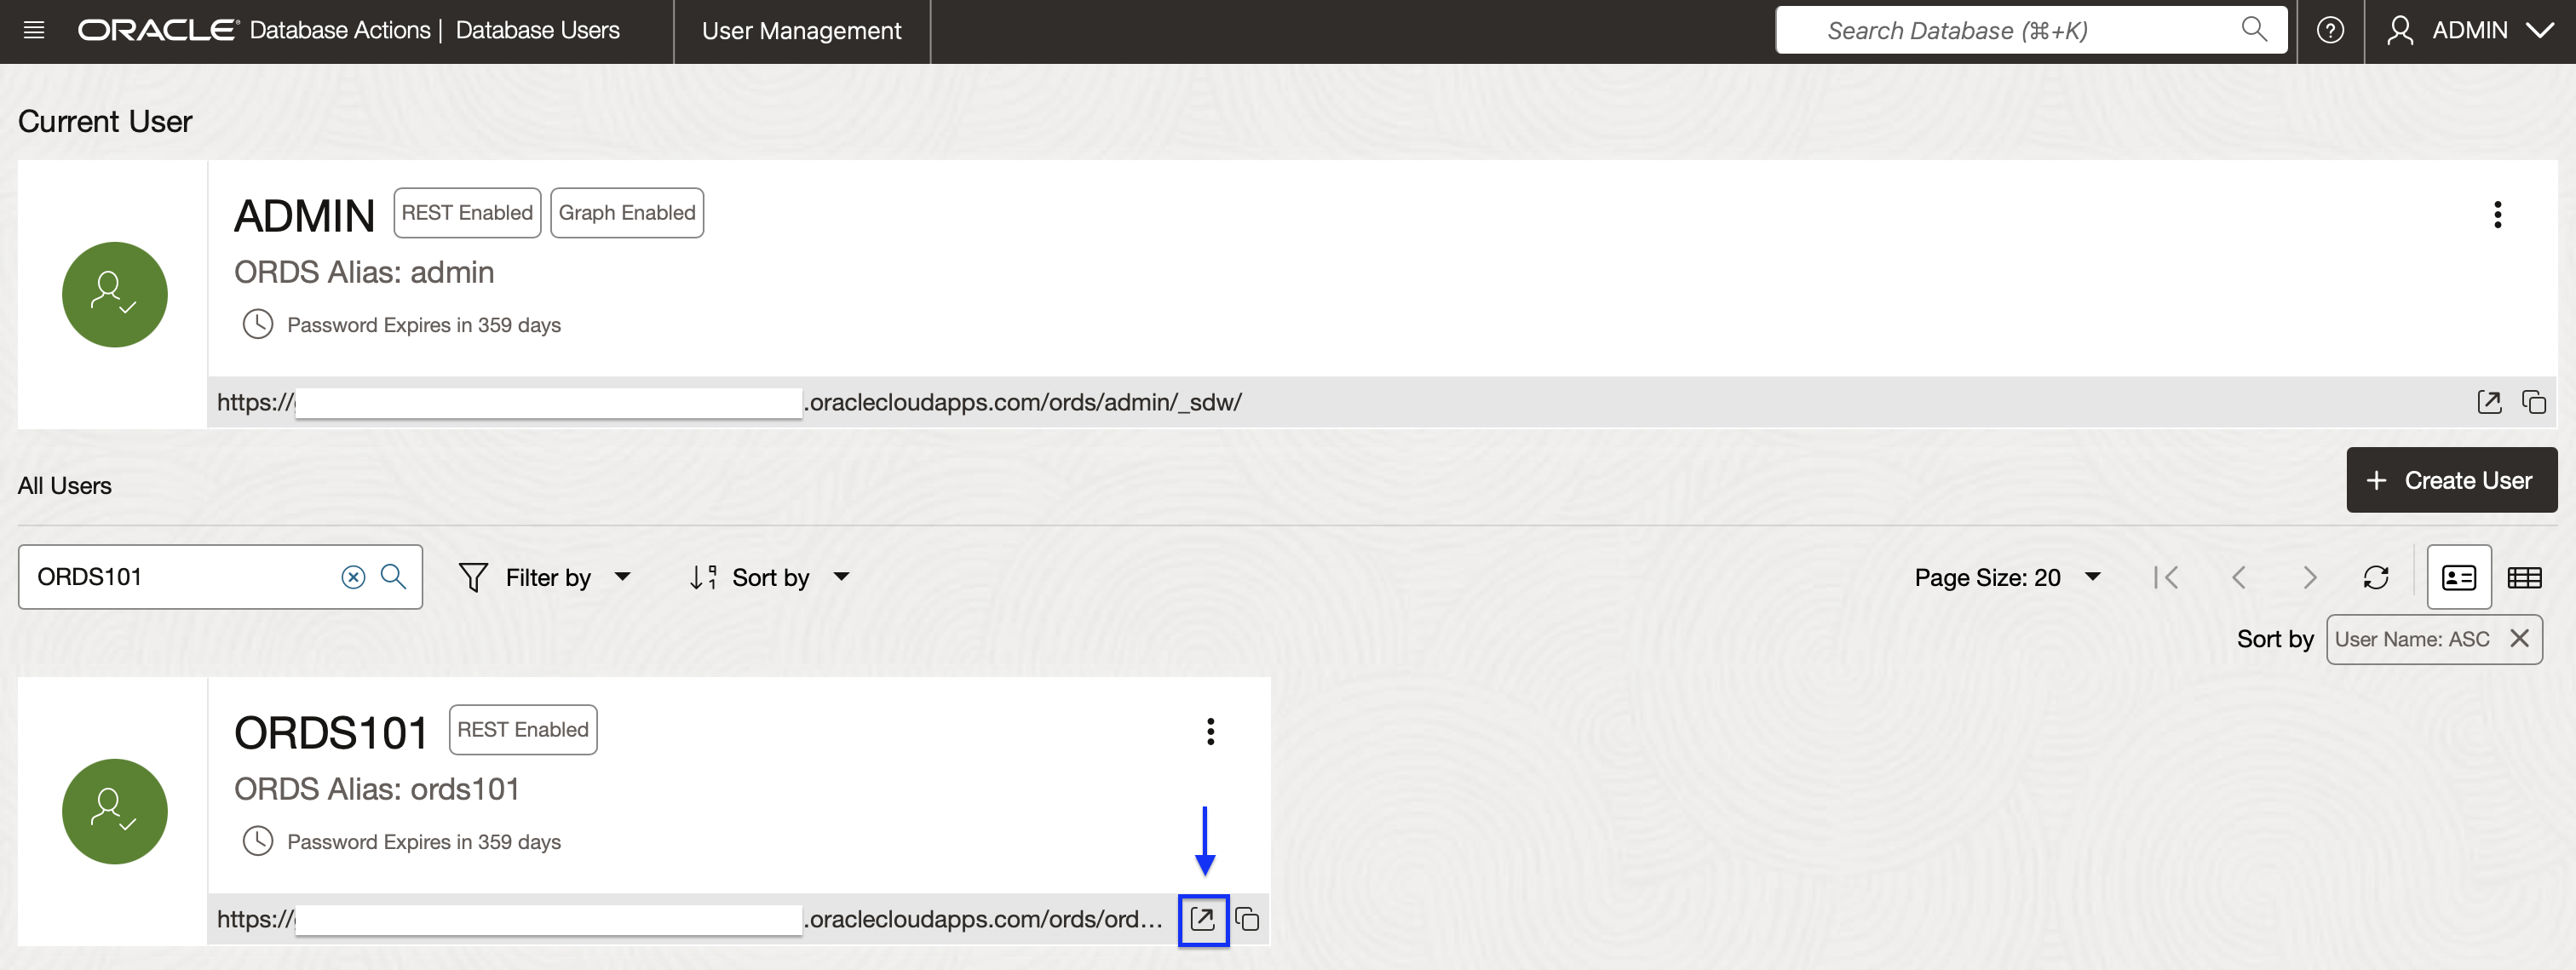 ORACLE® Database Actions | Database Users
User Management
Search Database (⌘+K)
ADMIN
Current User
ADMIN
REST Enabled
Graph Enabled
ORDS Alias: admin
Password Expires in 359 days
https:// .oraclecloudapps.com/ords/admin/_sdw/
All Users
+ Create User
ORDS101
Filter by
Sort by
Page Size: 20
Sort by
User Name: ASC
ORDS101
REST Enabled
ORDS Alias: ords101
Password Expires in 359 days
https:// .oraclecloudapps.com/ords/ord...